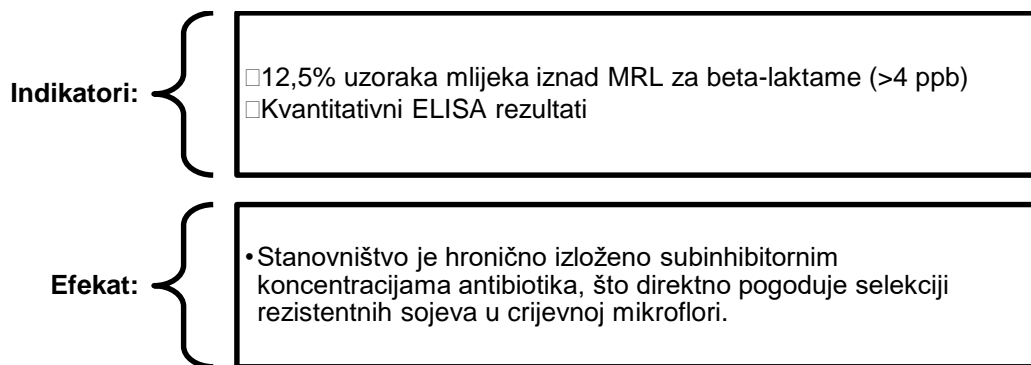 Indikatori:
□12,5% uzoraka mlijeka iznad MRL za beta-laktame (>4 ppb)
□Kvantitativni ELISA rezultati
Efekat:
•Stanovništvo je hronično izloženo subinhibitornim
koncentracijama antibiotika, što direktno pogoduje selekciji
rezistentnih sojeva u crijevnoj mikroflori.